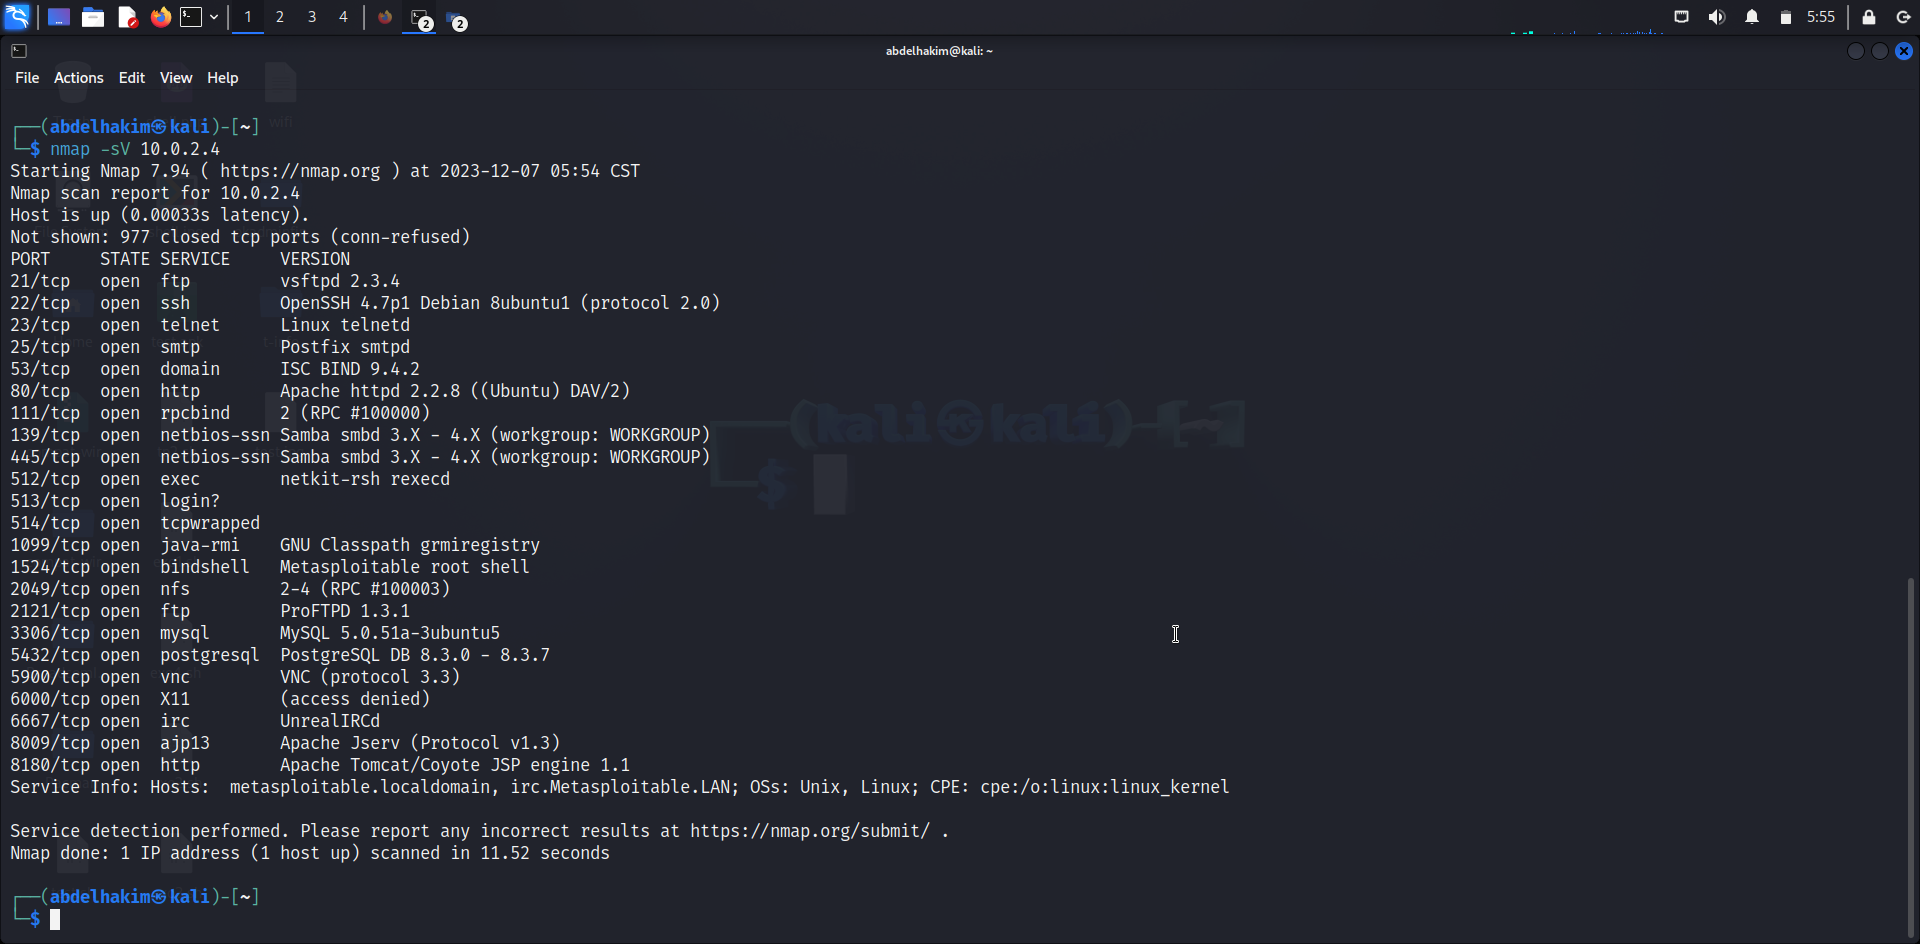 1 2 3 4 2 2 5:55
abdelhakim@kali: ~
File Actions Edit View Help
wifi
┌──(abdelhakim㉿kali)-[~]
└─$ nmap -sV 10.0.2.4
Starting Nmap 7.94 ( https://nmap.org ) at 2023-12-07 05:54 CST
Nmap scan report for 10.0.2.4
Host is up (0.00033s latency).
Not shown: 977 closed tcp ports (conn-refused)
PORT     STATE SERVICE     VERSION
21/tcp   open  ftp         vsftpd 2.3.4
22/tcp   open  ssh         OpenSSH 4.7p1 Debian 8ubuntu1 (protocol 2.0)
23/tcp   open  telnet      Linux telnetd
25/tcp   open  smtp        Postfix smtpd
53/tcp   open  domain      ISC BIND 9.4.2
80/tcp   open  http        Apache httpd 2.2.8 ((Ubuntu) DAV/2)
111/tcp  open  rpcbind     2 (RPC #100000)
139/tcp  open  netbios-ssn Samba smbd 3.X - 4.X (workgroup: WORKGROUP)
445/tcp  open  netbios-ssn Samba smbd 3.X - 4.X (workgroup: WORKGROUP)
512/tcp  open  exec        netkit-rsh rexecd
513/tcp  open  login?
514/tcp  open  tcpwrapped
1099/tcp open  java-rmi    GNU Classpath grmiregistry
1524/tcp open  bindshell   Metasploitable root shell
2049/tcp open  nfs         2-4 (RPC #100003)
2121/tcp open  ftp         ProFTPD 1.3.1
3306/tcp open  mysql       MySQL 5.0.51a-3ubuntu5
5432/tcp open  postgresql  PostgreSQL DB 8.3.0 - 8.3.7
5900/tcp open  vnc         VNC (protocol 3.3)
6000/tcp open  X11         (access denied)
6667/tcp open  irc         UnrealIRCd
8009/tcp open  ajp13       Apache Jserv (Protocol v1.3)
8180/tcp open  http        Apache Tomcat/Coyote JSP engine 1.1
Service Info: Hosts:  metasploitable.localdomain, irc.Metasploitable.LAN; OSs: Unix, Linux; CPE: cpe:/o:linux:linux_kernel
Service detection performed. Please report any incorrect results at https://nmap.org/submit/ .
Nmap done: 1 IP address (1 host up) scanned in 11.52 seconds
┌──(abdelhakim㉿kali)-[~]
└─$
(kali㉿kali)-[~]
$